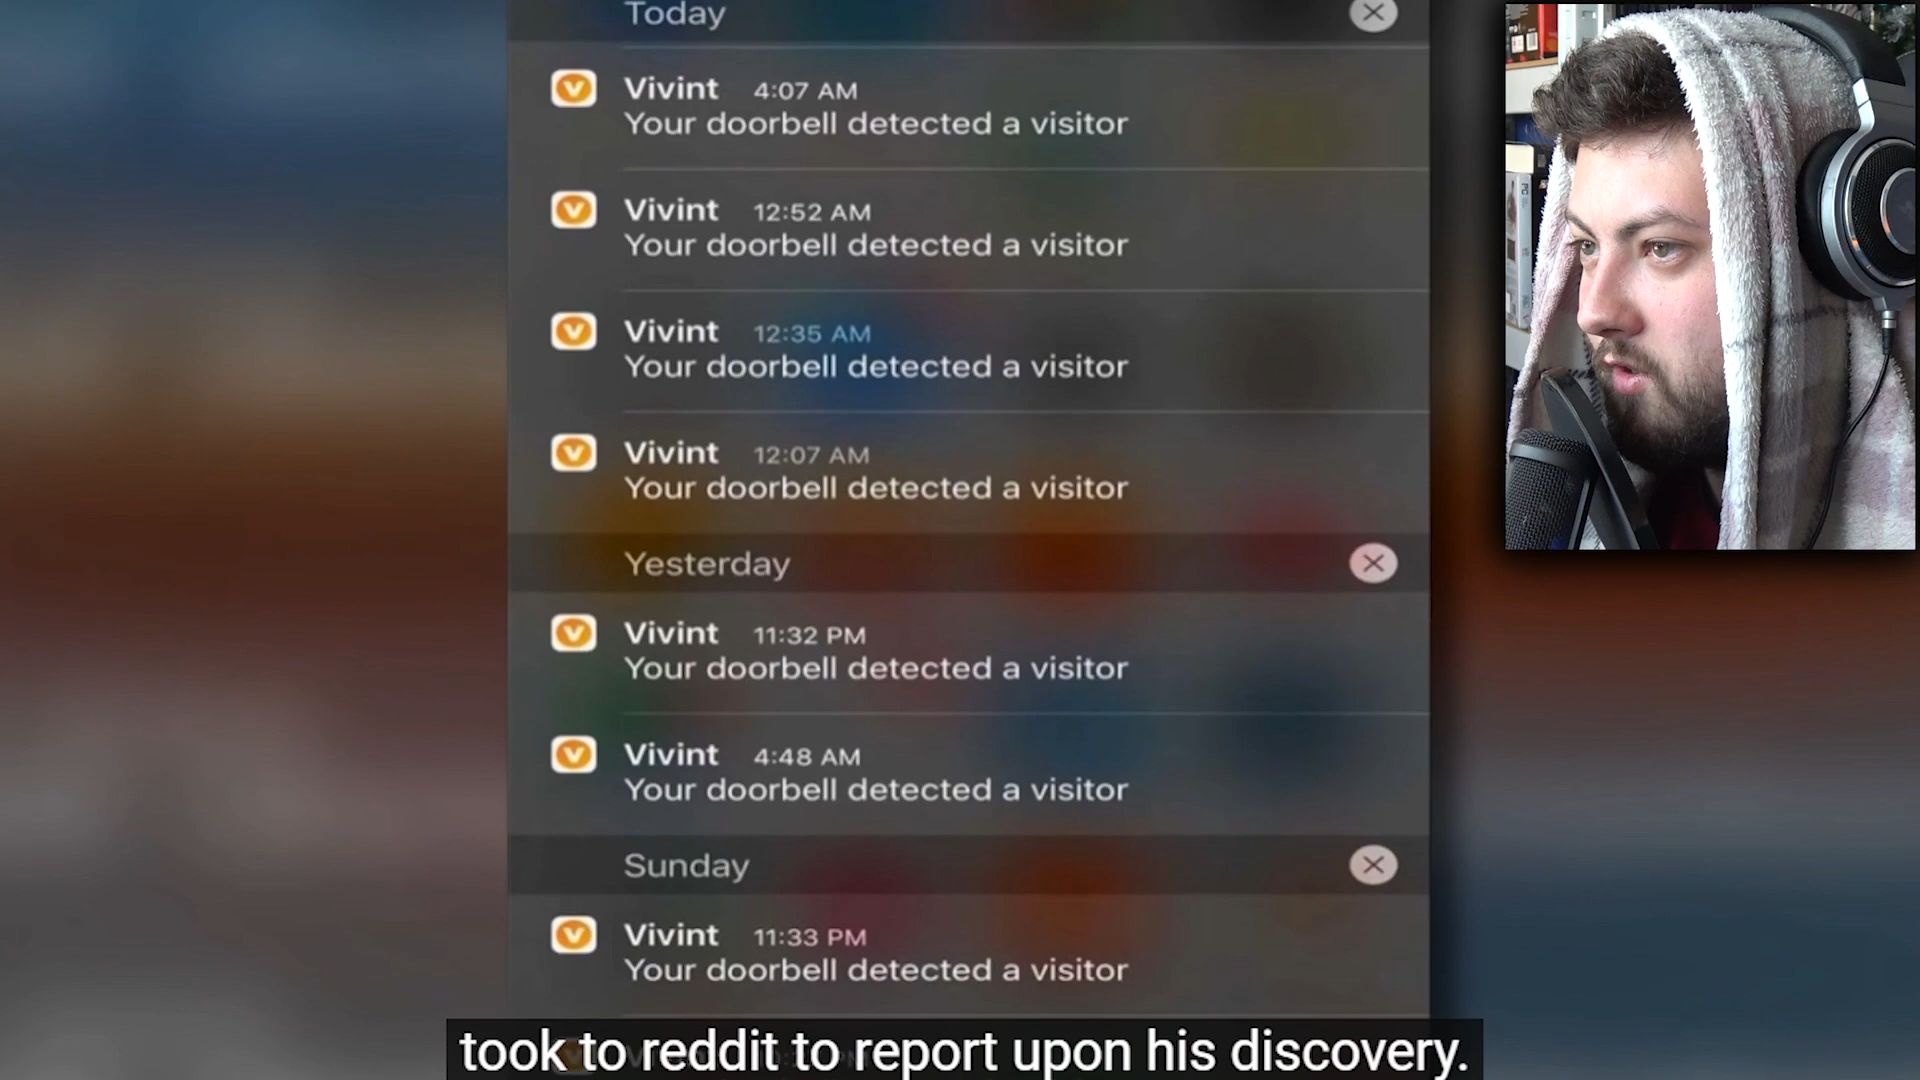 Today
Vivint 4:07 AM
Your doorbell detected a visitor
Vivint 12:52 AM
Your doorbell detected a visitor
Vivint 12:35 AM
Your doorbell detected a visitor
Vivint 12:07 AM
Your doorbell detected a visitor
Yesterday
Vivint 11:32 PM
Your doorbell detected a visitor
Vivint 4:48 AM
Your doorbell detected a visitor
Sunday
Vivint 11:33 PM
Your doorbell detected a visitor
took to reddit to report upon his discovery.